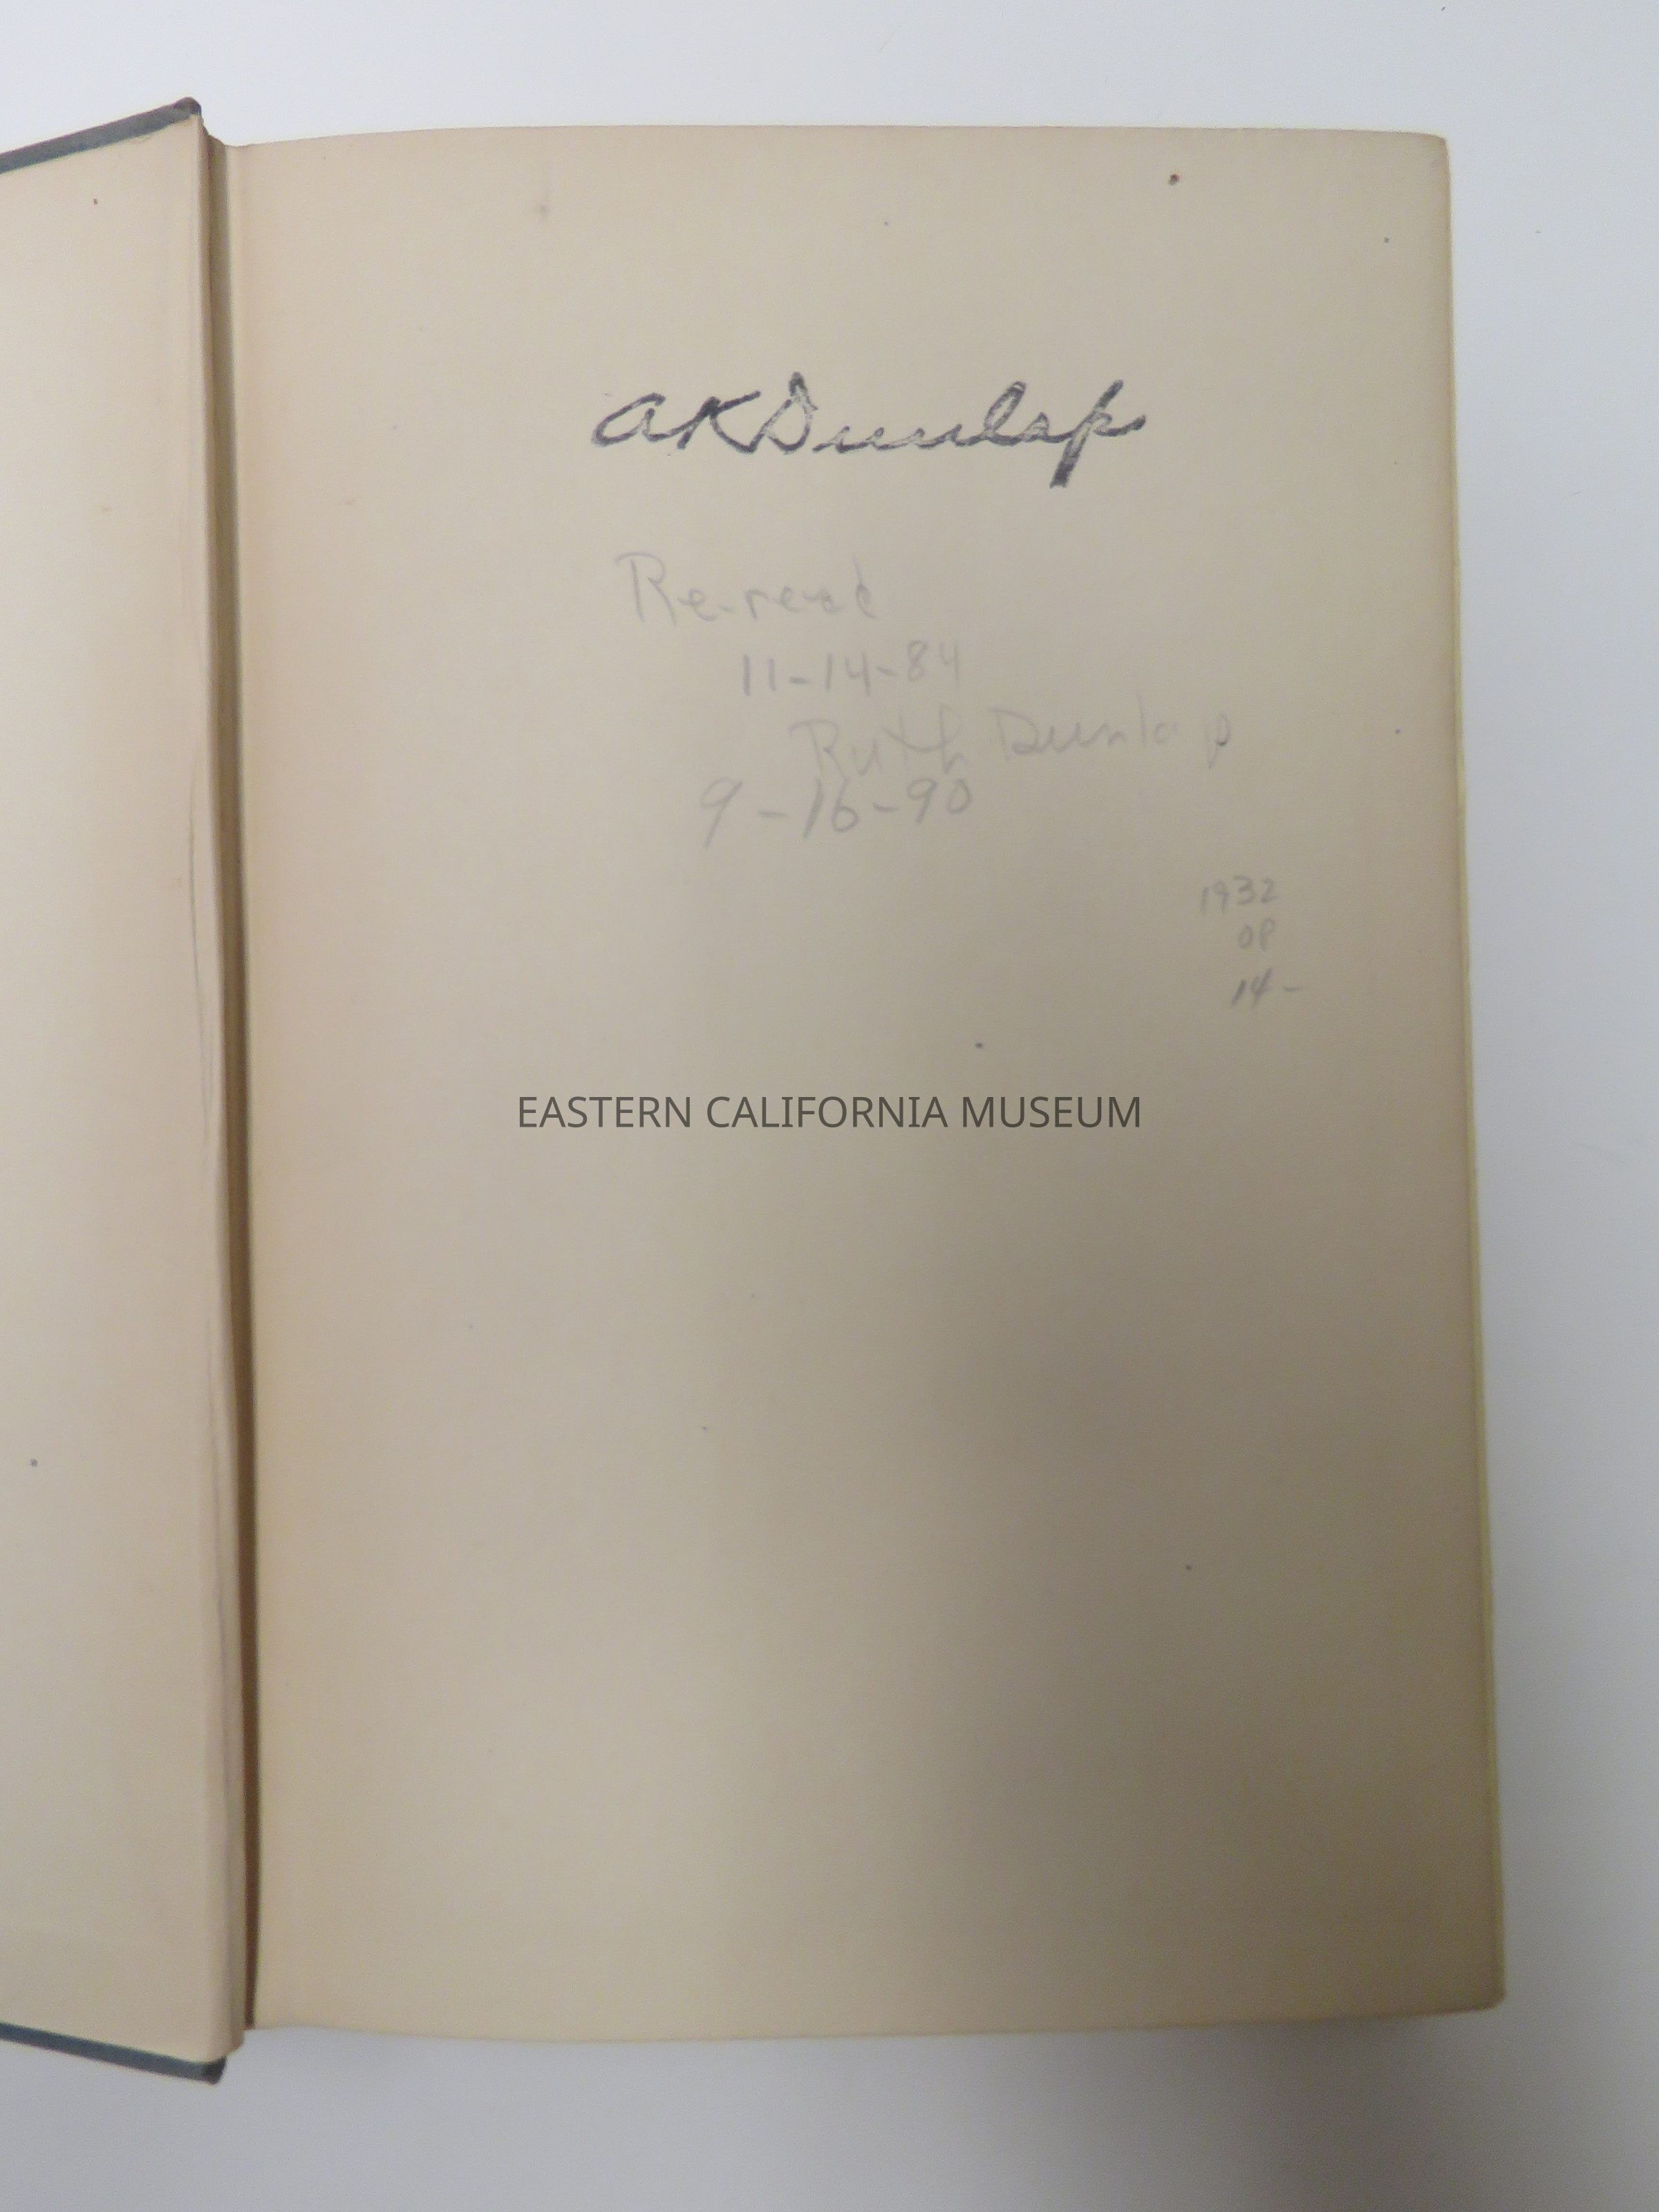 AKDunlap
Re-read
11-14-84
Ruth Dunlap
9-16-90
1932
OP
14-
EASTERN CALIFORNIA MUSEUM